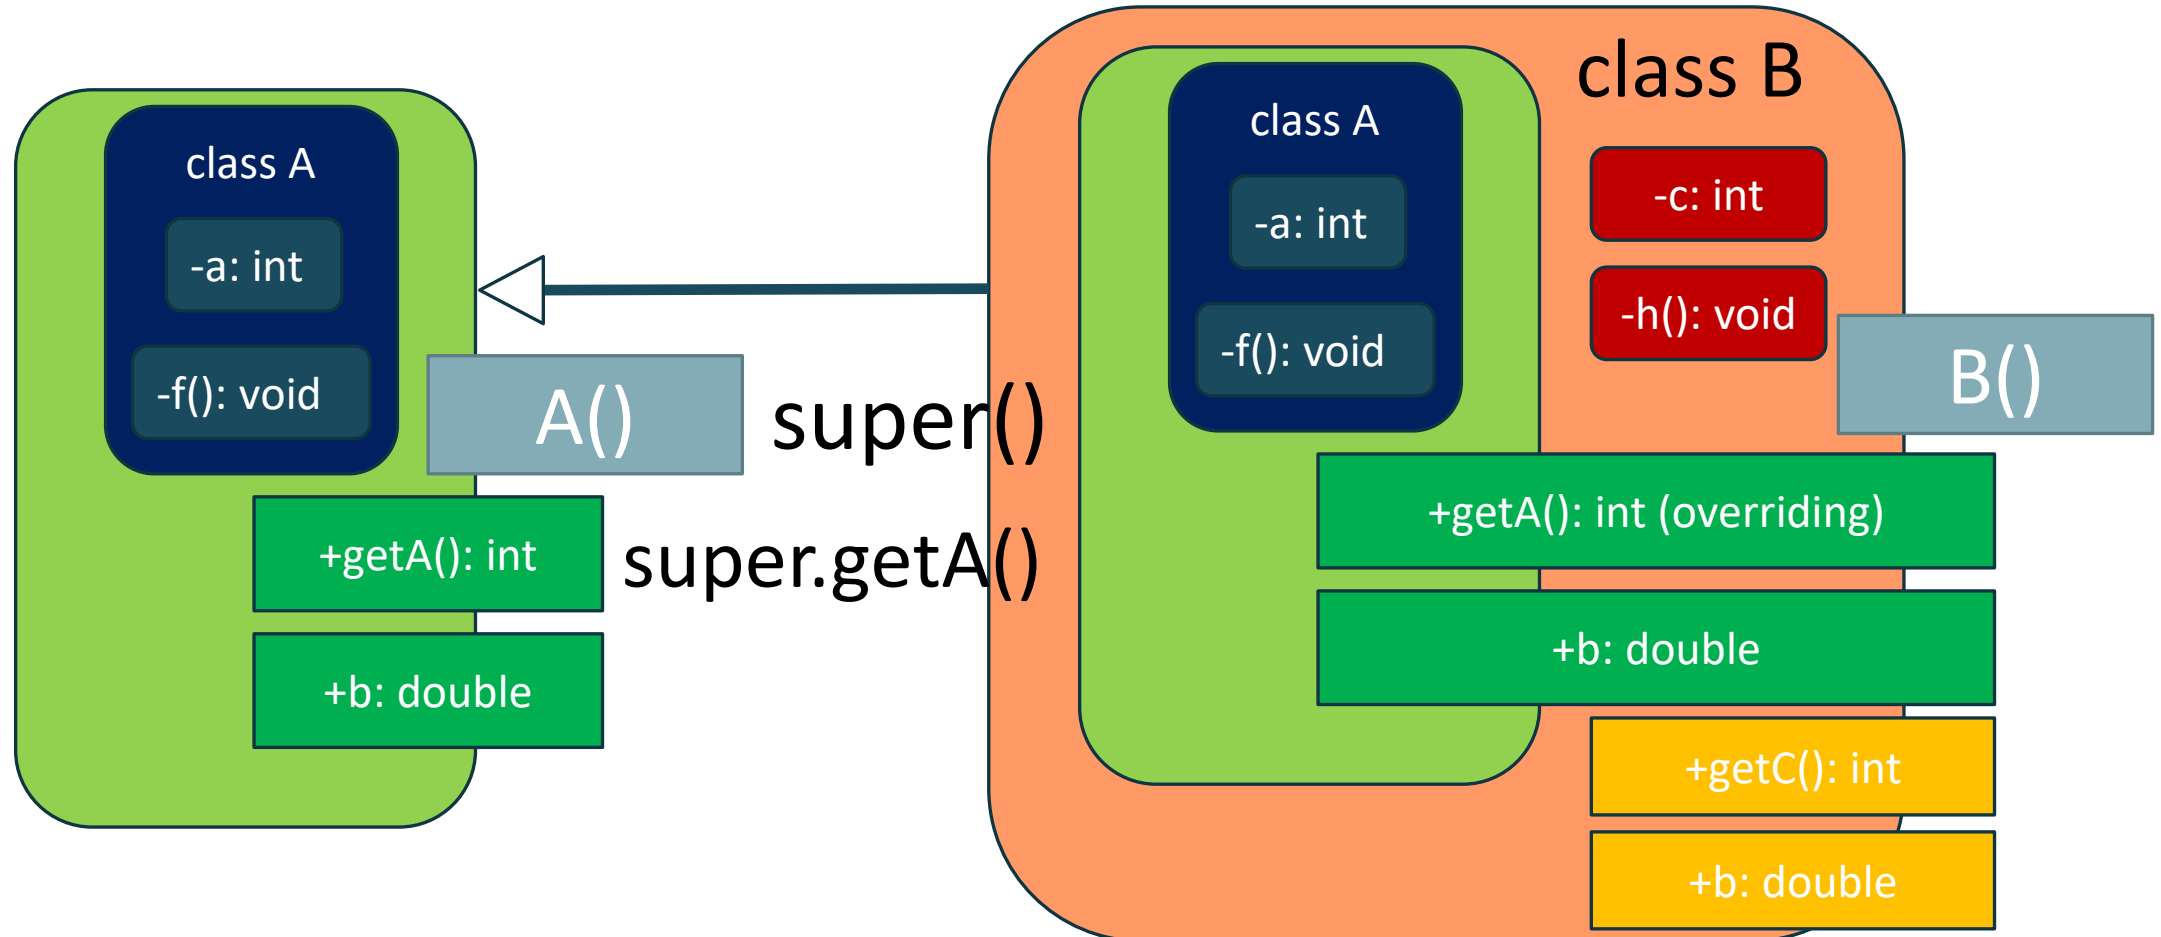 class A
-a: int
-f(): void
A()
+getA(): int
+b: double
super()
super.getA()
class B
class A
-a: int
-f(): void
-c: int
-h(): void
B()
+getA(): int (overriding)
+b: double
+getC(): int
+b: double